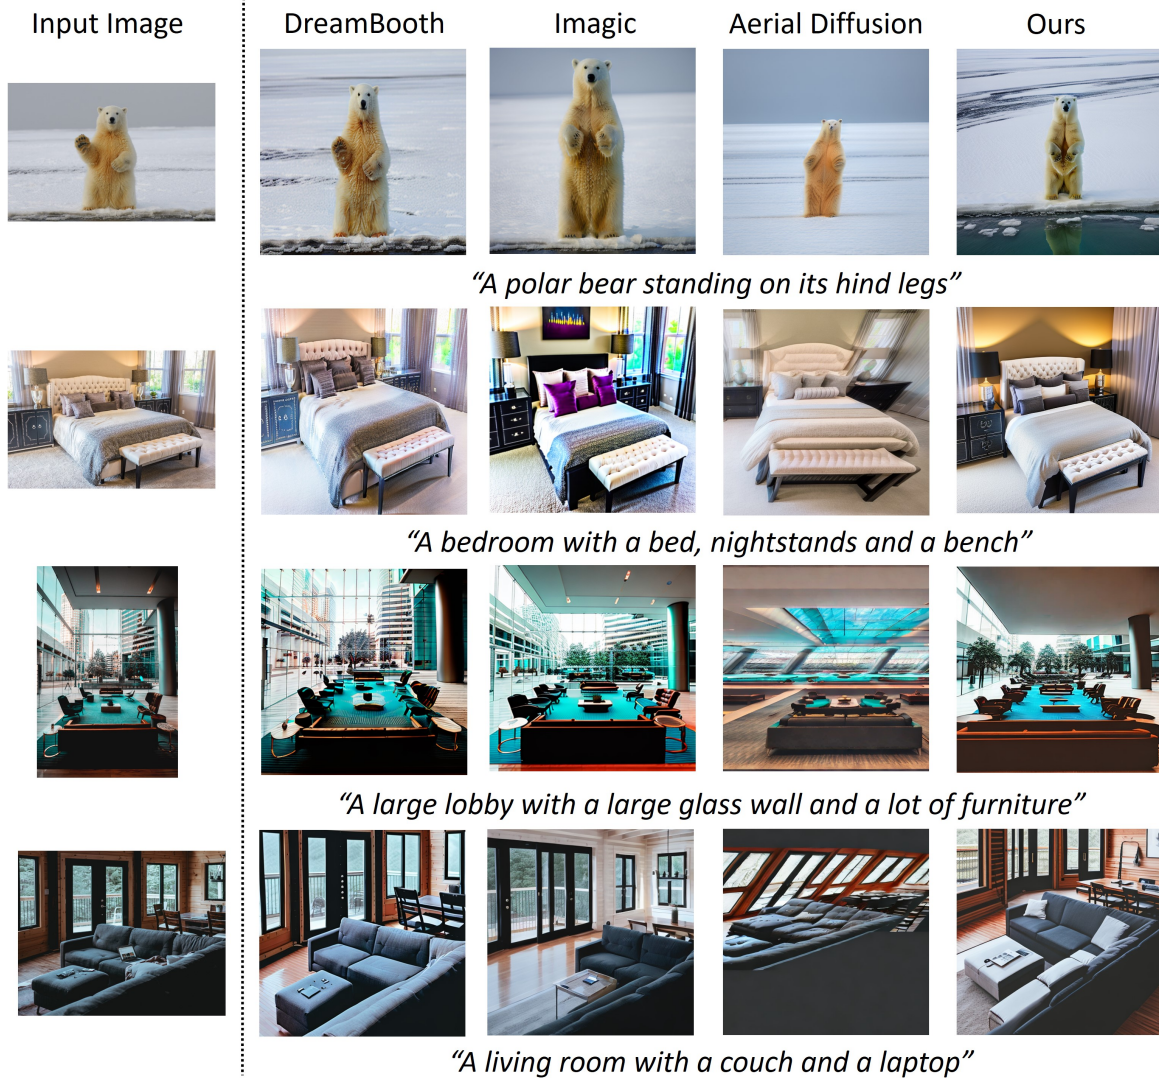 Input Image
DreamBooth
Imagic
Aerial Diffusion
Ours
“A polar bear standing on its hind legs”
“A bedroom with a bed, nightstands and a bench”
“A large lobby with a large glass wall and a lot of furniture”
“A living room with a couch and a laptop”